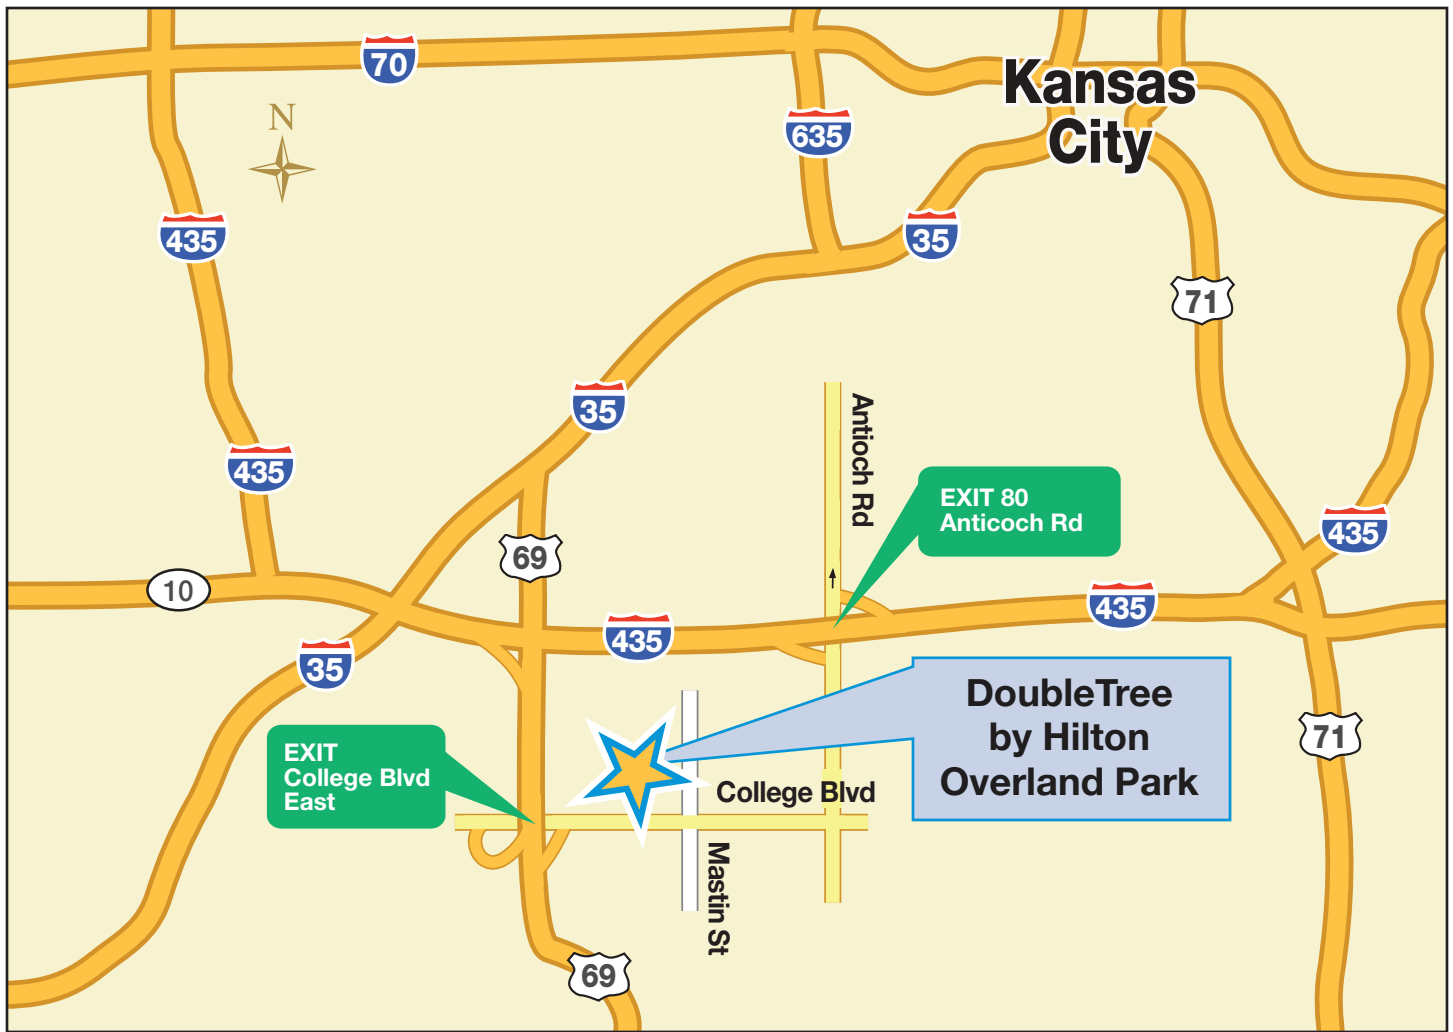 70
Kansas
City
635
N
435
35
71
35
Antioch Rd
435
EXIT 80
Anticoch Rd
435
69
10
435
435
35
DoubleTree
by Hilton
Overland Park
71
EXIT
College Blvd
East
College Blvd
Mastin St
69